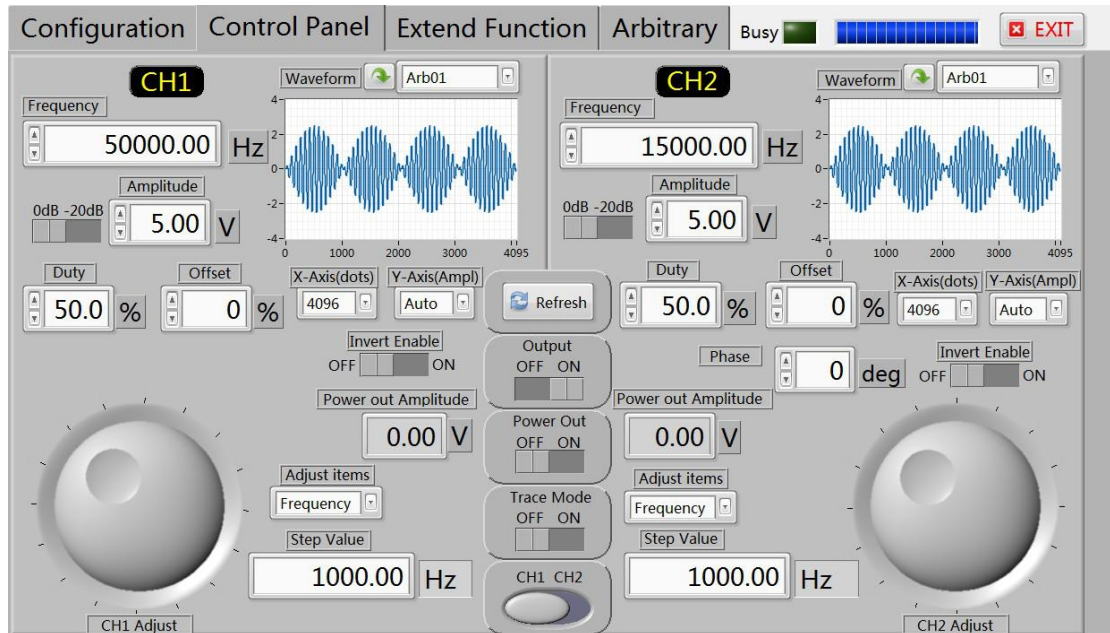 Configuration Control Panel Extend Function Arbitrary Busy EXIT
CH1
Waveform Arb01
Frequency
50000.00 Hz
Amplitude
0dB -20dB
5.00 V
4
2
0
-2
-4
0 1000 2000 3000 4095
Duty Offset X-Axis(dots) Y-Axis(Ampl)
50.0 % 0 % 4096 Auto
Invert Enable
OFF ON
Power out Amplitude
0.00 V
Adjust items
Frequency
Step Value
1000.00 Hz
CH1 Adjust
Refresh
Output
OFF ON
Power Out
OFF ON
Trace Mode
OFF ON
CH1 CH2
CH2
Waveform Arb01
Frequency
15000.00 Hz
Amplitude
0dB -20dB
5.00 V
4
2
0
-2
-4
0 1000 2000 3000 4095
Duty Offset X-Axis(dots) Y-Axis(Ampl)
50.0 % 0 % 4096 Auto
Phase 0 deg
Invert Enable
OFF ON
Power out Amplitude
0.00 V
Adjust items
Frequency
Step Value
1000.00 Hz
CH2 Adjust